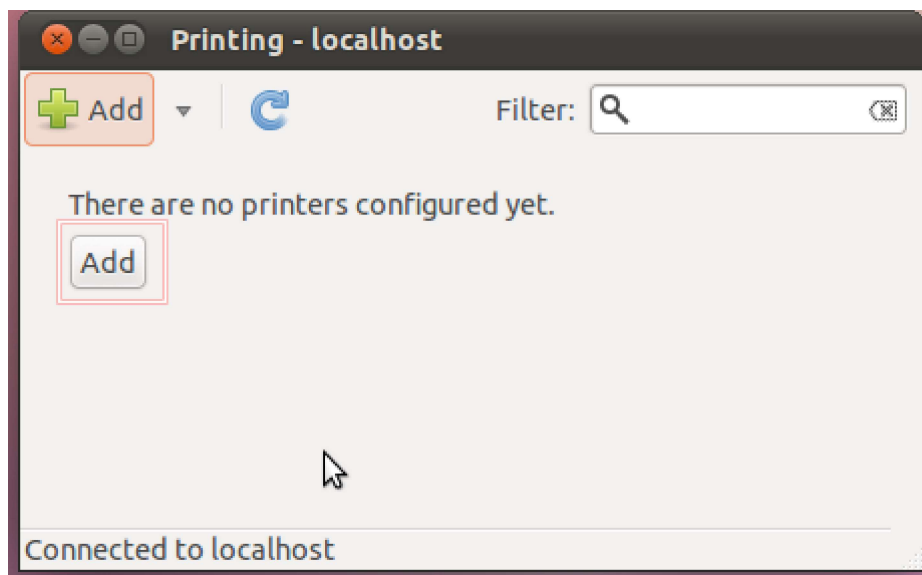 Printing - localhost
Add Filter:
There are no printers configured yet.
Add
Connected to localhost